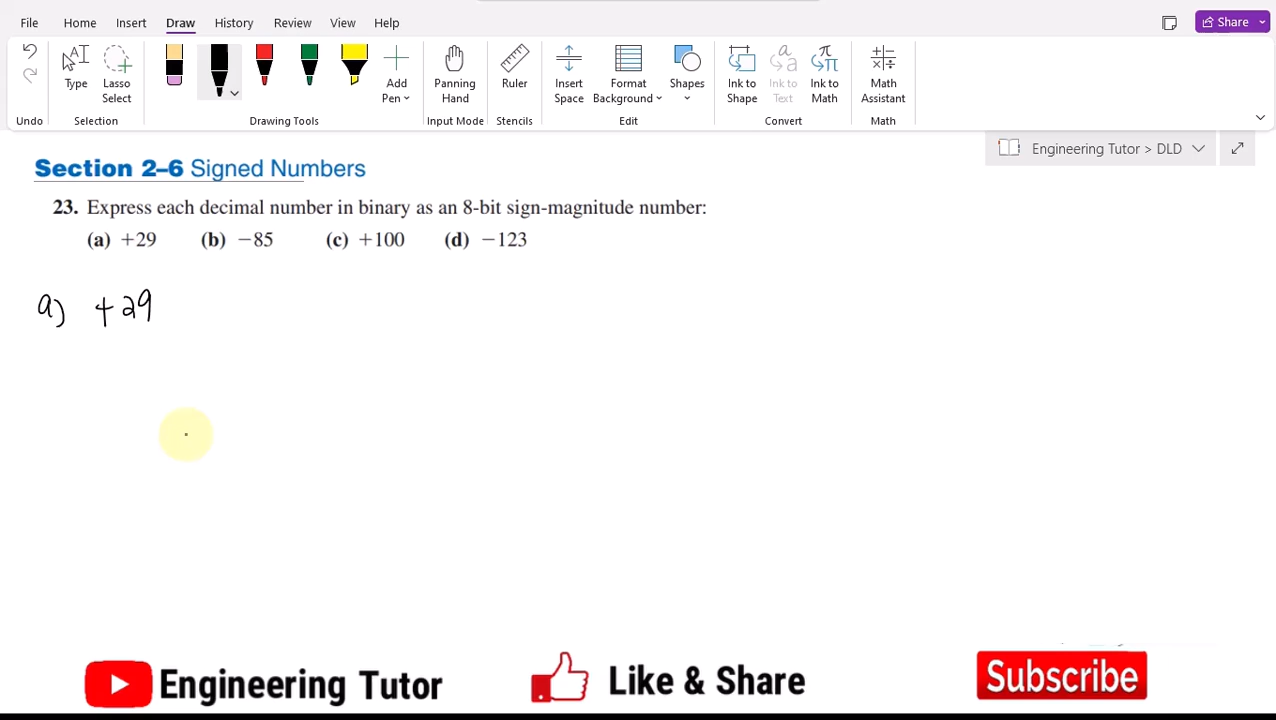 File Home Insert Draw History Review View Help Share
Type Lasso Select Add Pen Panning Hand Ruler Insert Space Format Background Shapes Ink to Shape Ink to Text Ink to Math Math Assistant
Undo Selection Drawing Tools Input Mode Stencils Edit Convert Math
Engineering Tutor > DLD
Section 2–6 Signed Numbers
23. Express each decimal number in binary as an 8-bit sign-magnitude number:
(a) +29 (b) −85 (c) +100 (d) −123
a) +29
Engineering Tutor Like & Share Subscribe